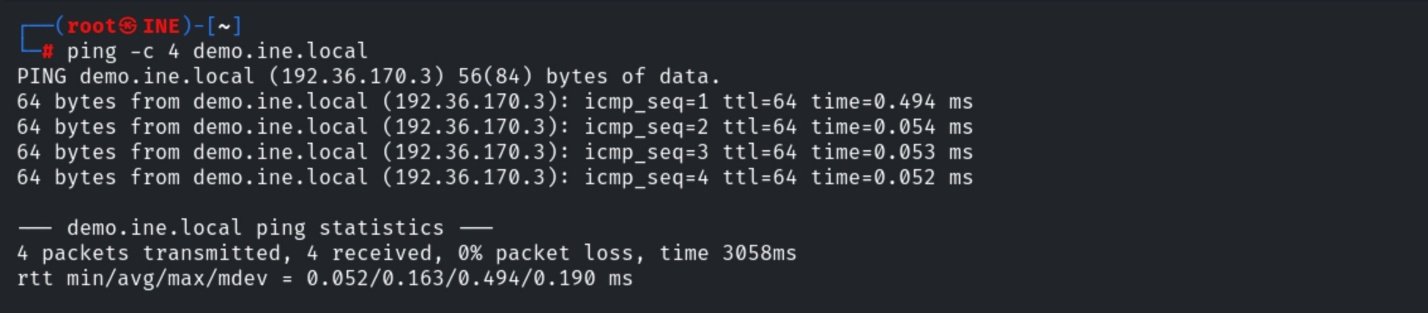 ┌──(root㉿INE)-[~]
└─# ping -c 4 demo.ine.local
PING demo.ine.local (192.36.170.3) 56(84) bytes of data.
64 bytes from demo.ine.local (192.36.170.3): icmp_seq=1 ttl=64 time=0.494 ms
64 bytes from demo.ine.local (192.36.170.3): icmp_seq=2 ttl=64 time=0.054 ms
64 bytes from demo.ine.local (192.36.170.3): icmp_seq=3 ttl=64 time=0.053 ms
64 bytes from demo.ine.local (192.36.170.3): icmp_seq=4 ttl=64 time=0.052 ms
--- demo.ine.local ping statistics ---
4 packets transmitted, 4 received, 0% packet loss, time 3058ms
rtt min/avg/max/mdev = 0.052/0.163/0.494/0.190 ms